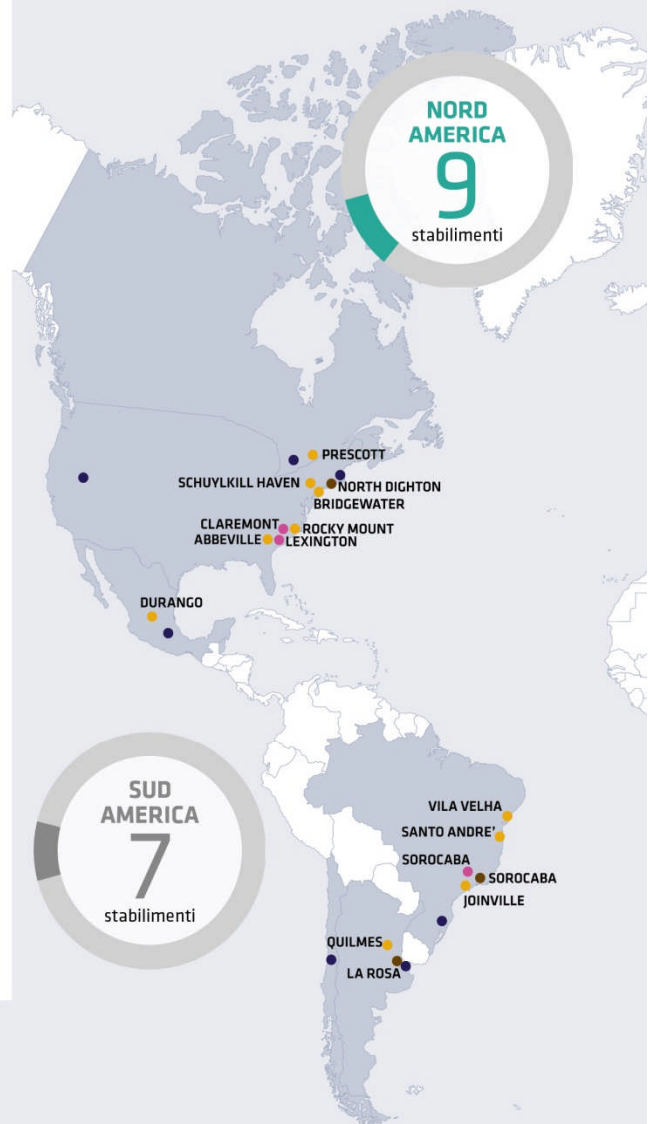 NORD
AMERICA
9
stabilimenti
PRESCOTT
SCHUYLKILL HAVEN
NORTH DIGHTON
BRIDGEWATER
CLAREMONT
ROCKY MOUNT
ABBEVILLE
LEXINGTON
DURANGO
SUD
AMERICA
7
stabilimenti
VILA VELHA
SANTO ANDRE'
SOROCABA
SOROCABA
JOINVILLE
QUILMES
LA ROSA